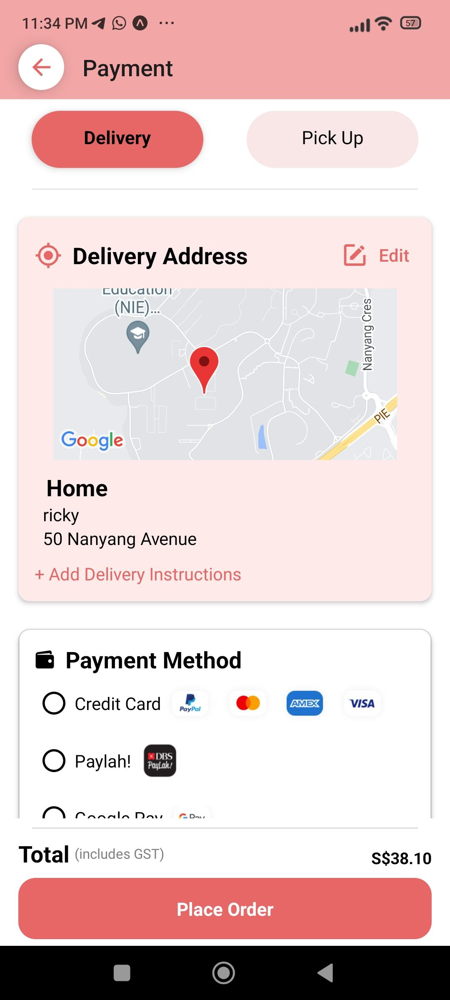 11:34 PM ... 57
Payment
Delivery Pick Up
Delivery Address Edit
Education
(NIE)...
Nanyang Cres
PIE
Google
Home
ricky
50 Nanyang Avenue
+ Add Delivery Instructions
Payment Method
Credit Card PayPal AMEX VISA
Paylah! DBS PayLah!
Google Pay G Pay
Total (includes GST) S$38.10
Place Order